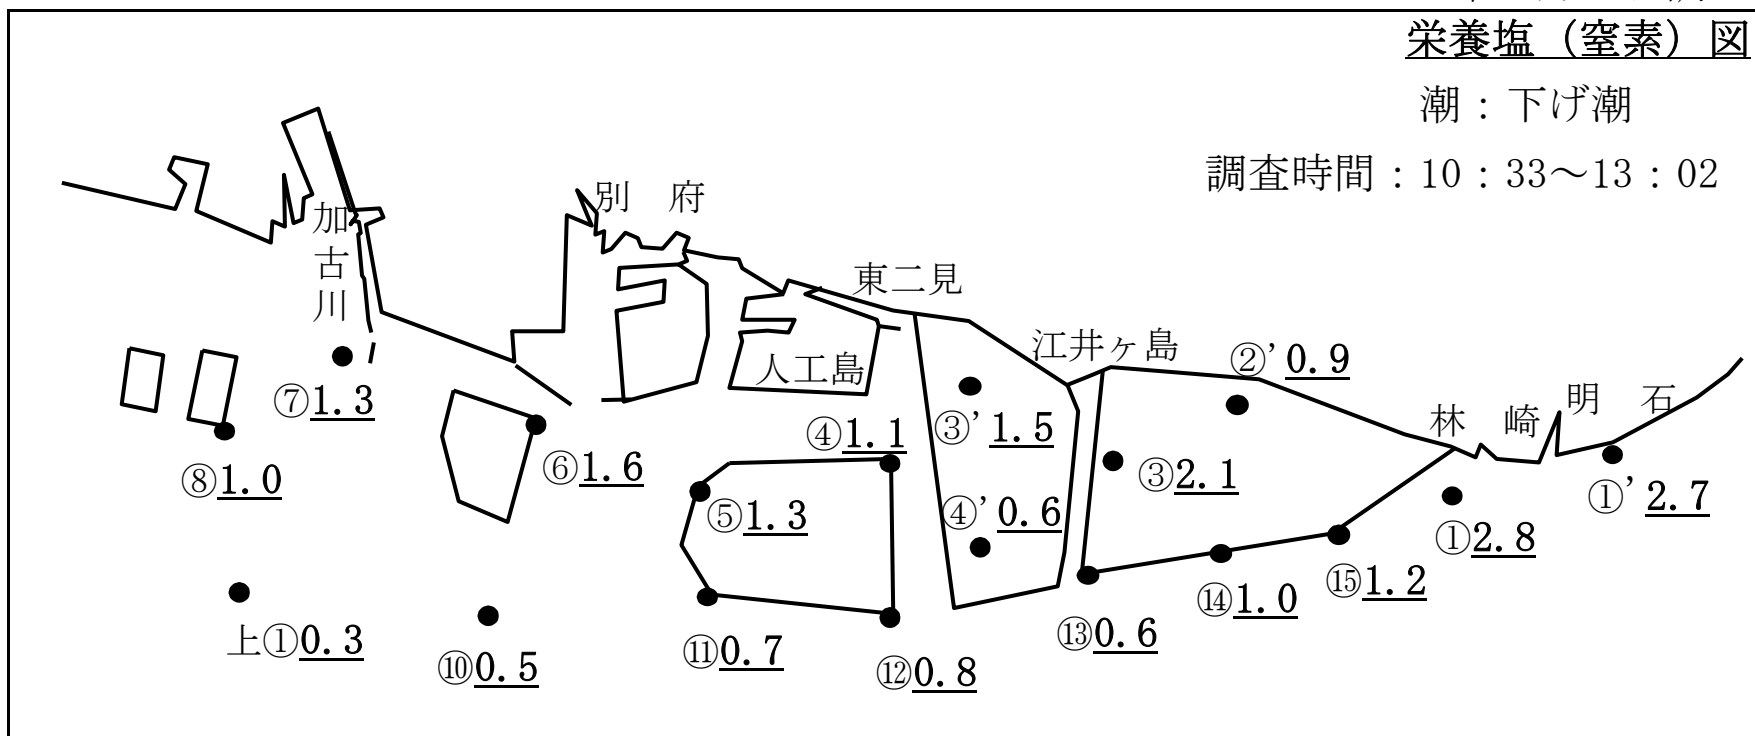 栄養塩（窒素）図
潮：下げ潮
調査時間：10：33～13：02
別　府
加古川
東二見
江井ヶ島
②’0.9
人工島
⑦1.3
③’1.5
林　崎
明　石
④1.1
⑧1.0
⑥1.6
③2.1
①’2.7
⑤1.3
④’0.6
①2.8
⑮1.2
⑭1.0
上①0.3
⑩0.5
⑪0.7
⑫0.8
⑬0.6